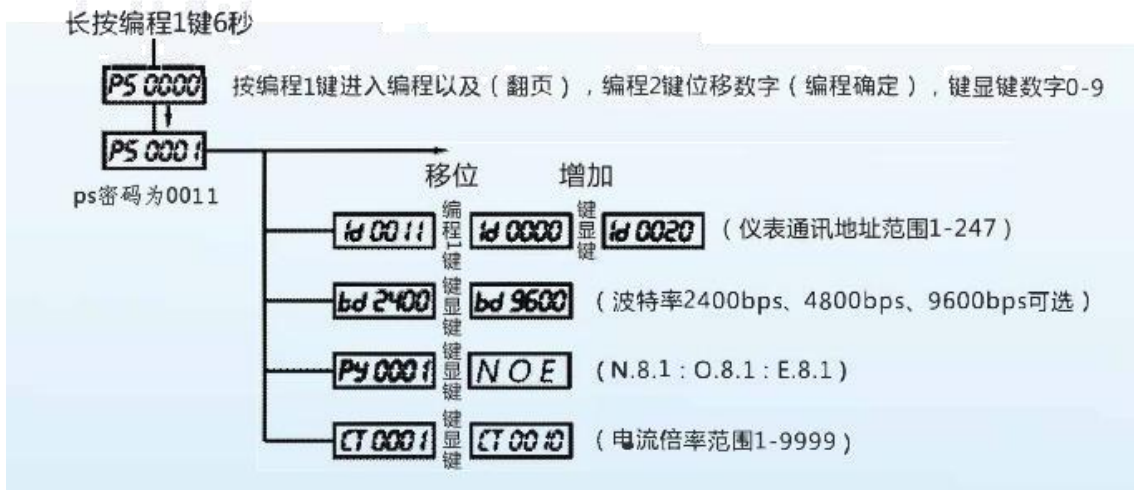 长按编程1键6秒
PS 0000 按编程1键进入编程以及（翻页），编程2键位移数字（编程确定），键显键数字0-9
PS 0001
ps密码为0011
移位 增加
id 0011 编程1键 id 0000 键显键 id 0020 （仪表通讯地址范围1-247）
bd 2400 键显键 bd 9600 （波特率2400bps、4800bps、9600bps可选）
PY 0001 键显键 N O E （N.8.1：O.8.1：E.8.1）
CT 0001 键显键 CT 0010 （电流倍率范围1-9999）